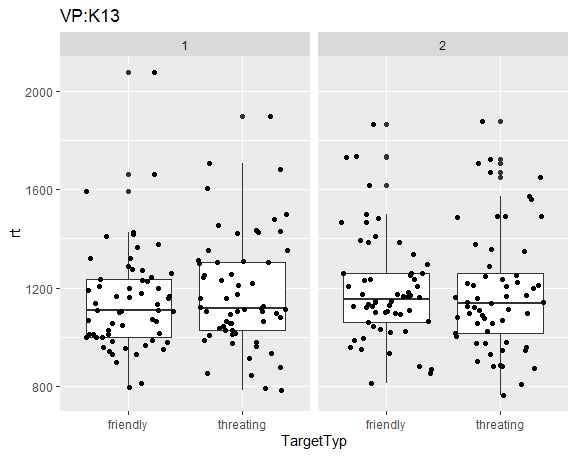 VP:K13
1
2
rt
2000
1600
1200
800
friendly
threating
friendly
threating
TargetTyp